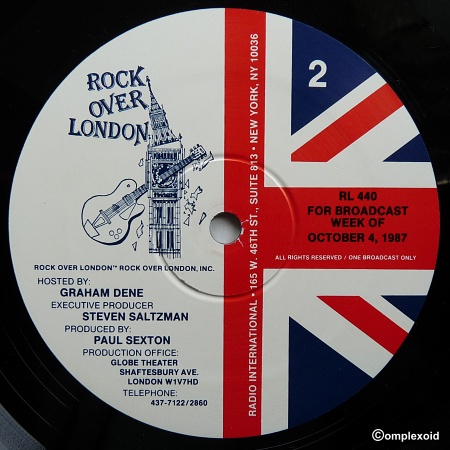 ROCK
OVER
LONDON
ROCK OVER LONDON™ ROCK OVER LONDON, INC.
HOSTED BY:
GRAHAM DENE
EXECUTIVE PRODUCER
STEVEN SALTZMAN
PRODUCED BY:
PAUL SEXTON
PRODUCTION OFFICE:
GLOBE THEATER
SHAFTESBURY AVE.
LONDON W1V7HD
TELEPHONE:
437-7122/2860
RADIO INTERNATIONAL • 165 W. 46TH ST., SUITE 813 • NEW YORK, NY 10036
2
RL 440
FOR BROADCAST
WEEK OF
OCTOBER 4, 1987
ALL RIGHTS RESERVED / ONE BROADCAST ONLY
©omplexoid